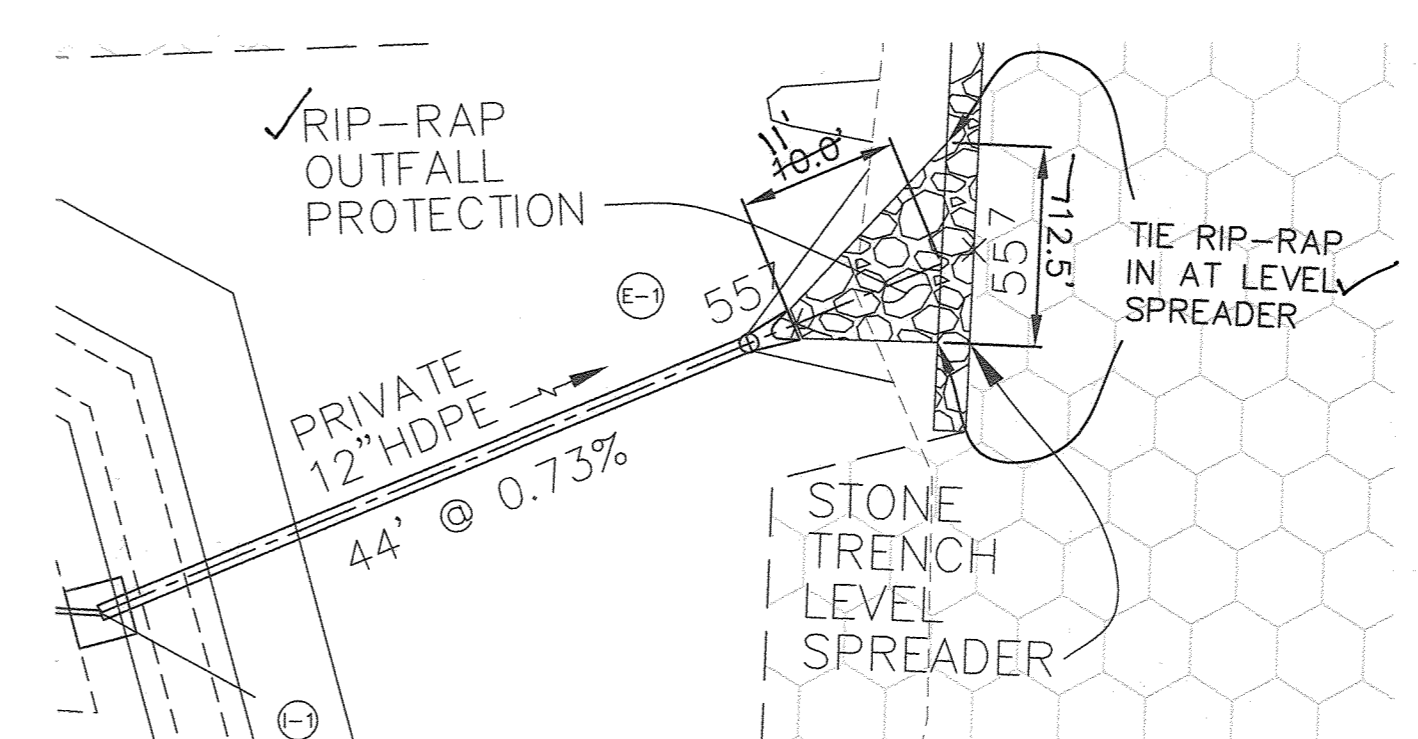 ✓RIP-RAP
OUTFALL
PROTECTION
11'
10.0'
E-1
557
557
12.5'
TIE RIP-RAP
IN AT LEVEL✓
SPREADER
PRIVATE
12"HDPE
44' @ 0.73%
STONE
TRENCH
LEVEL
SPREADER
I-1